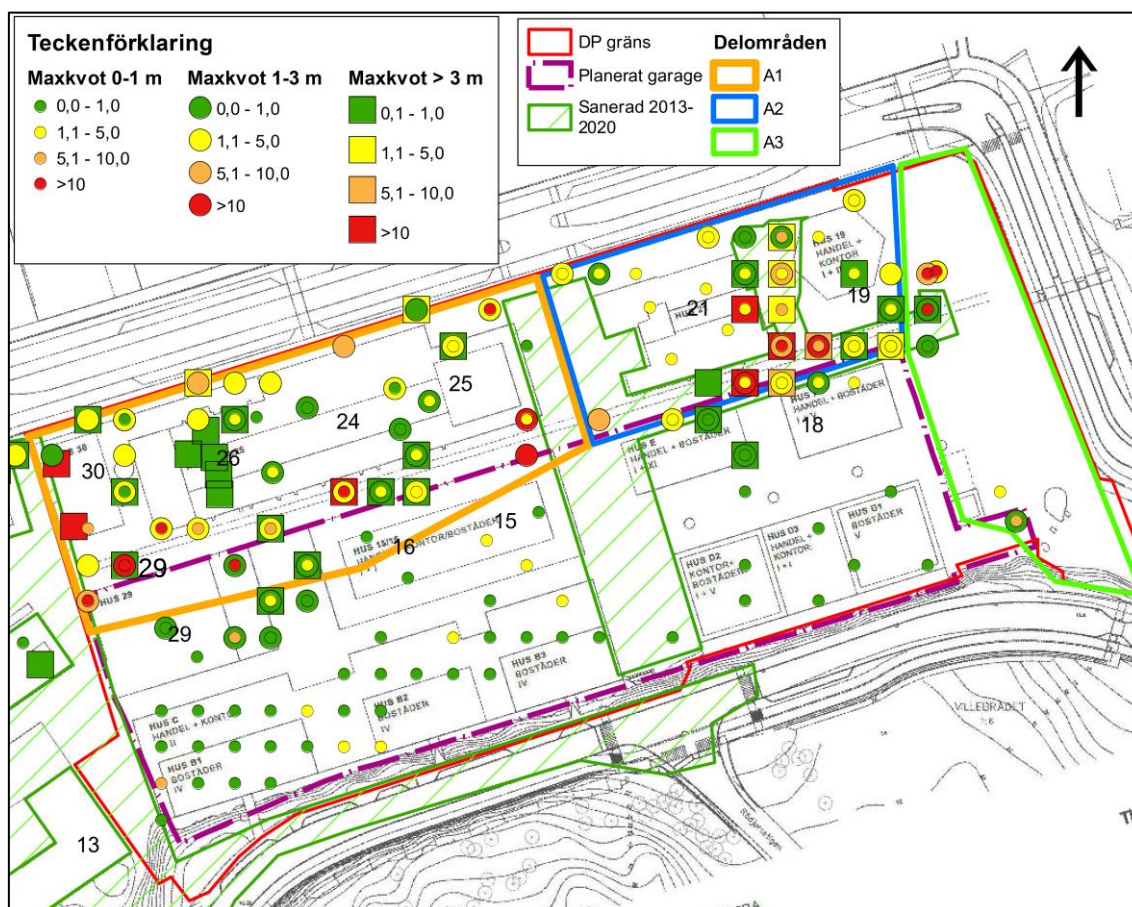 Teckenförklaring
Maxkvot 0-1 m
0,0 - 1,0
1,1 - 5,0
5,1 - 10,0
>10
Maxkvot 1-3 m
0,0 - 1,0
1,1 - 5,0
5,1 - 10,0
>10
Maxkvot > 3 m
0,1 - 1,0
1,1 - 5,0
5,1 - 10,0
>10
DP gräns
Planerat garage
Sanerad 2013-
2020
Delområden
A1
A2
A3
HUS 19
HANDEL +
KONTOR
21
19
25
24
30
26
18
HANDEL + BOSTÄDER
I + V
HUS E
HANDEL + BOSTÄDER
I + XI
15
16
HUS 15/16
29
HUS 29
29
HUS D1
BOSTÄDER
V
HUS D3
HANDEL +
KONTOR
I + I
HUS D2
KONTOR+
BOSTÄDER
I + V
HUS B3
BOSTÄDER
IV
HUS B2
BOSTÄDER
IV
HUS C
HANDEL + KONTOR
II
HUS B1
BOSTÄDER
IV
VILLEBRÅDET
13